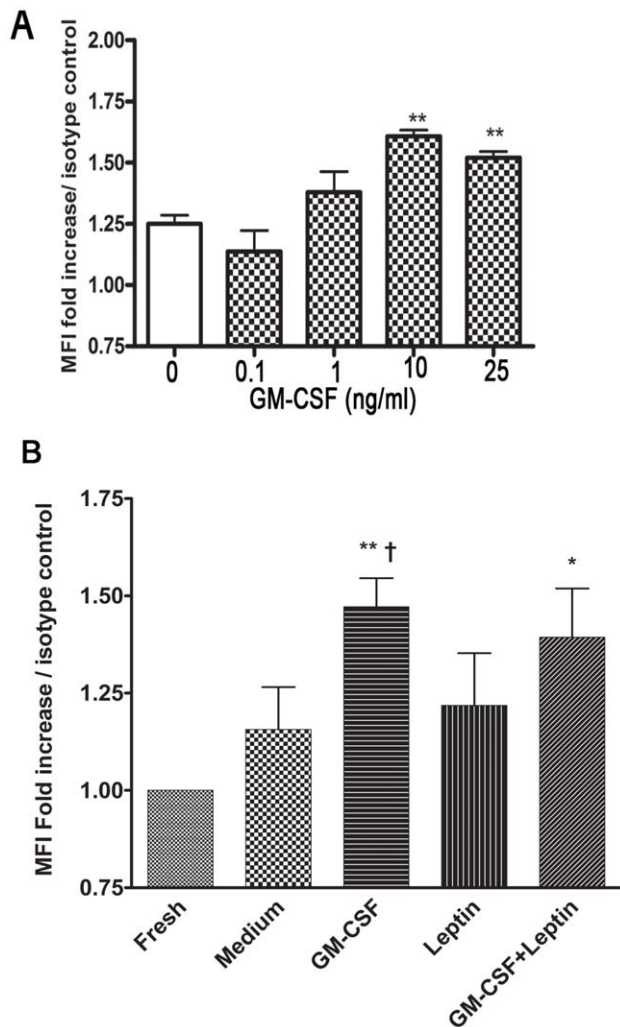 A
MFI fold increase/ isotype control
2.00
1.75
1.50
1.25
1.00
0.75
**
**
0
0.1
1
10
25
GM-CSF (ng/ml)
B
MFI Fold increase / isotype control
1.75
1.50
1.25
1.00
0.75
** †
*
Fresh
Medium
GM-CSF
Leptin
GM-CSF+Leptin